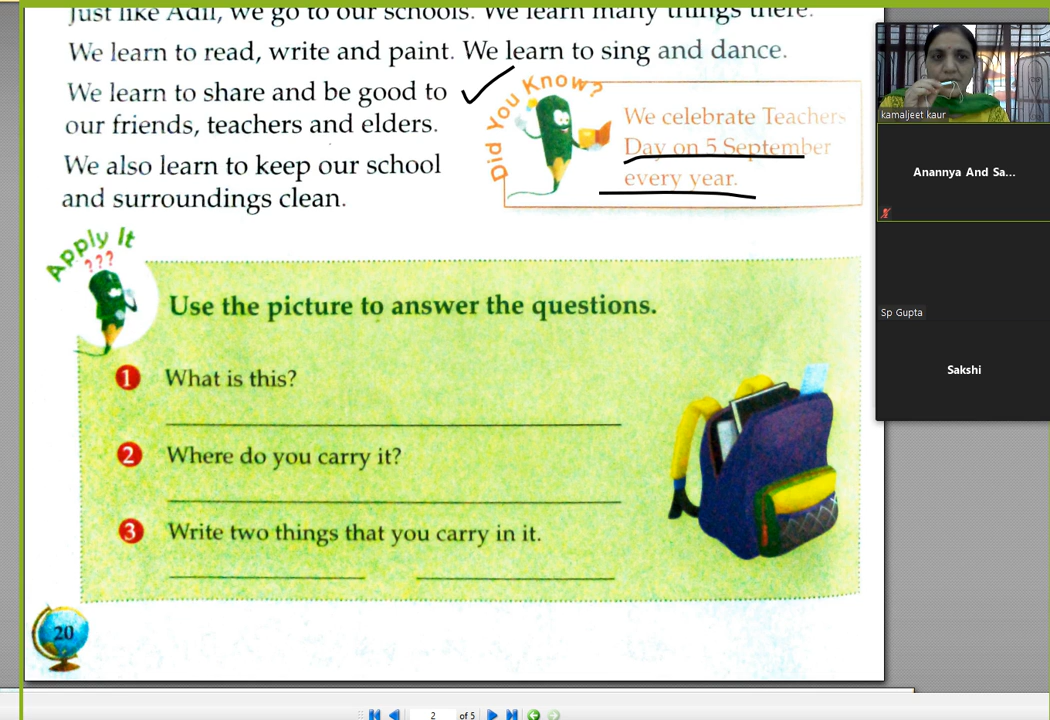 Just like Adil, we go to our schools. We learn many things there.
We learn to read, write and paint. We learn to sing and dance.
We learn to share and be good to
our friends, teachers and elders.
We also learn to keep our school
and surroundings clean.
Did You Know?
We celebrate Teachers
Day on 5 September
every year.
Apply It
???
Use the picture to answer the questions.
1 What is this?
2 Where do you carry it?
3 Write two things that you carry in it.
20
2 of 5
kamaljeet kaur
Anannya And Sa...
Sp Gupta
Sakshi